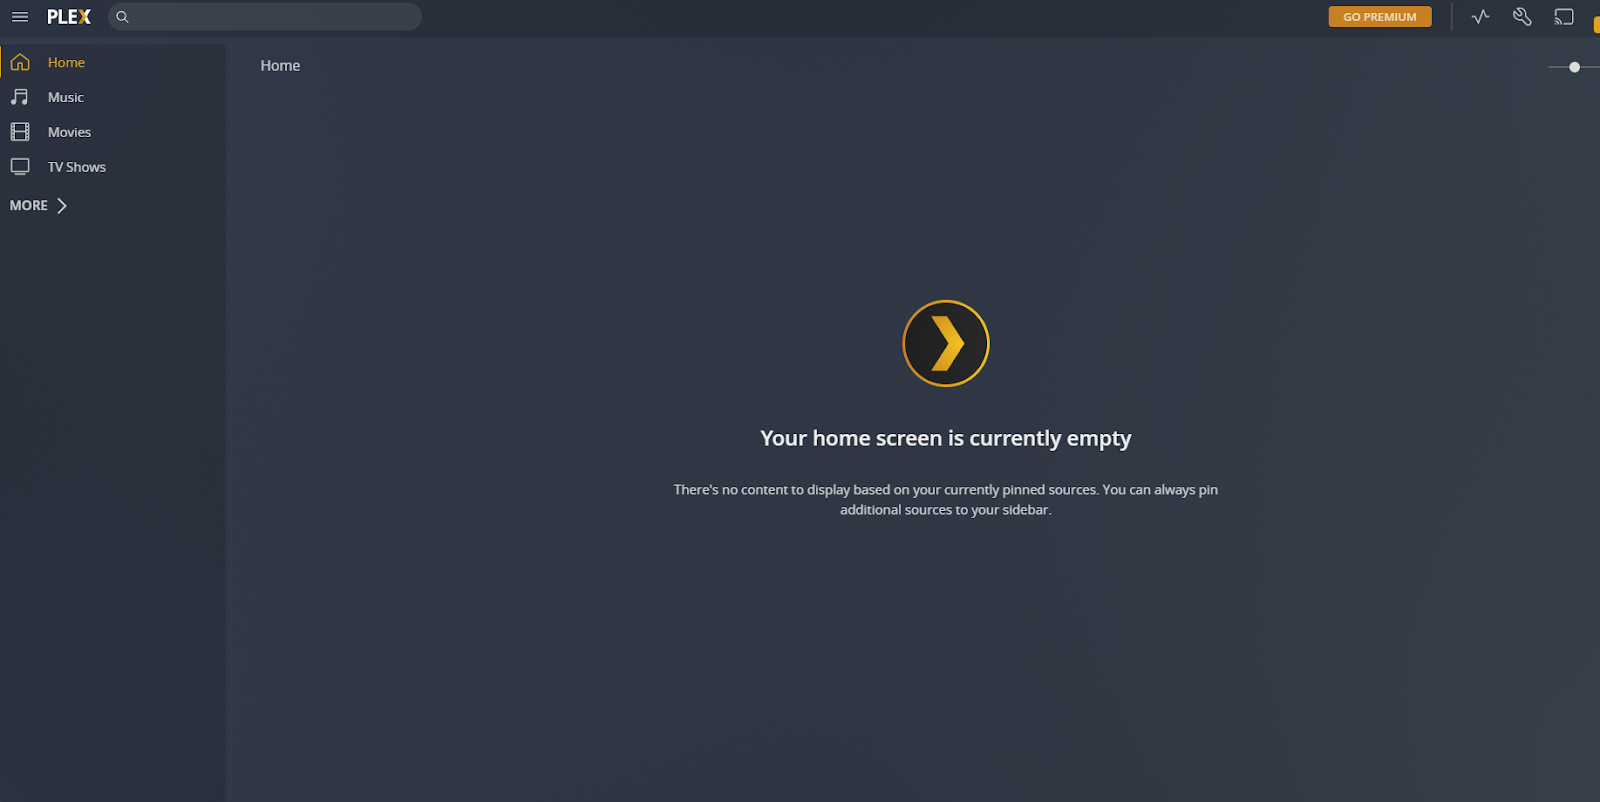 PLEX
GO PREMIUM
Home
Music
Movies
TV Shows
MORE
Home
Your home screen is currently empty
There's no content to display based on your currently pinned sources. You can always pin
additional sources to your sidebar.